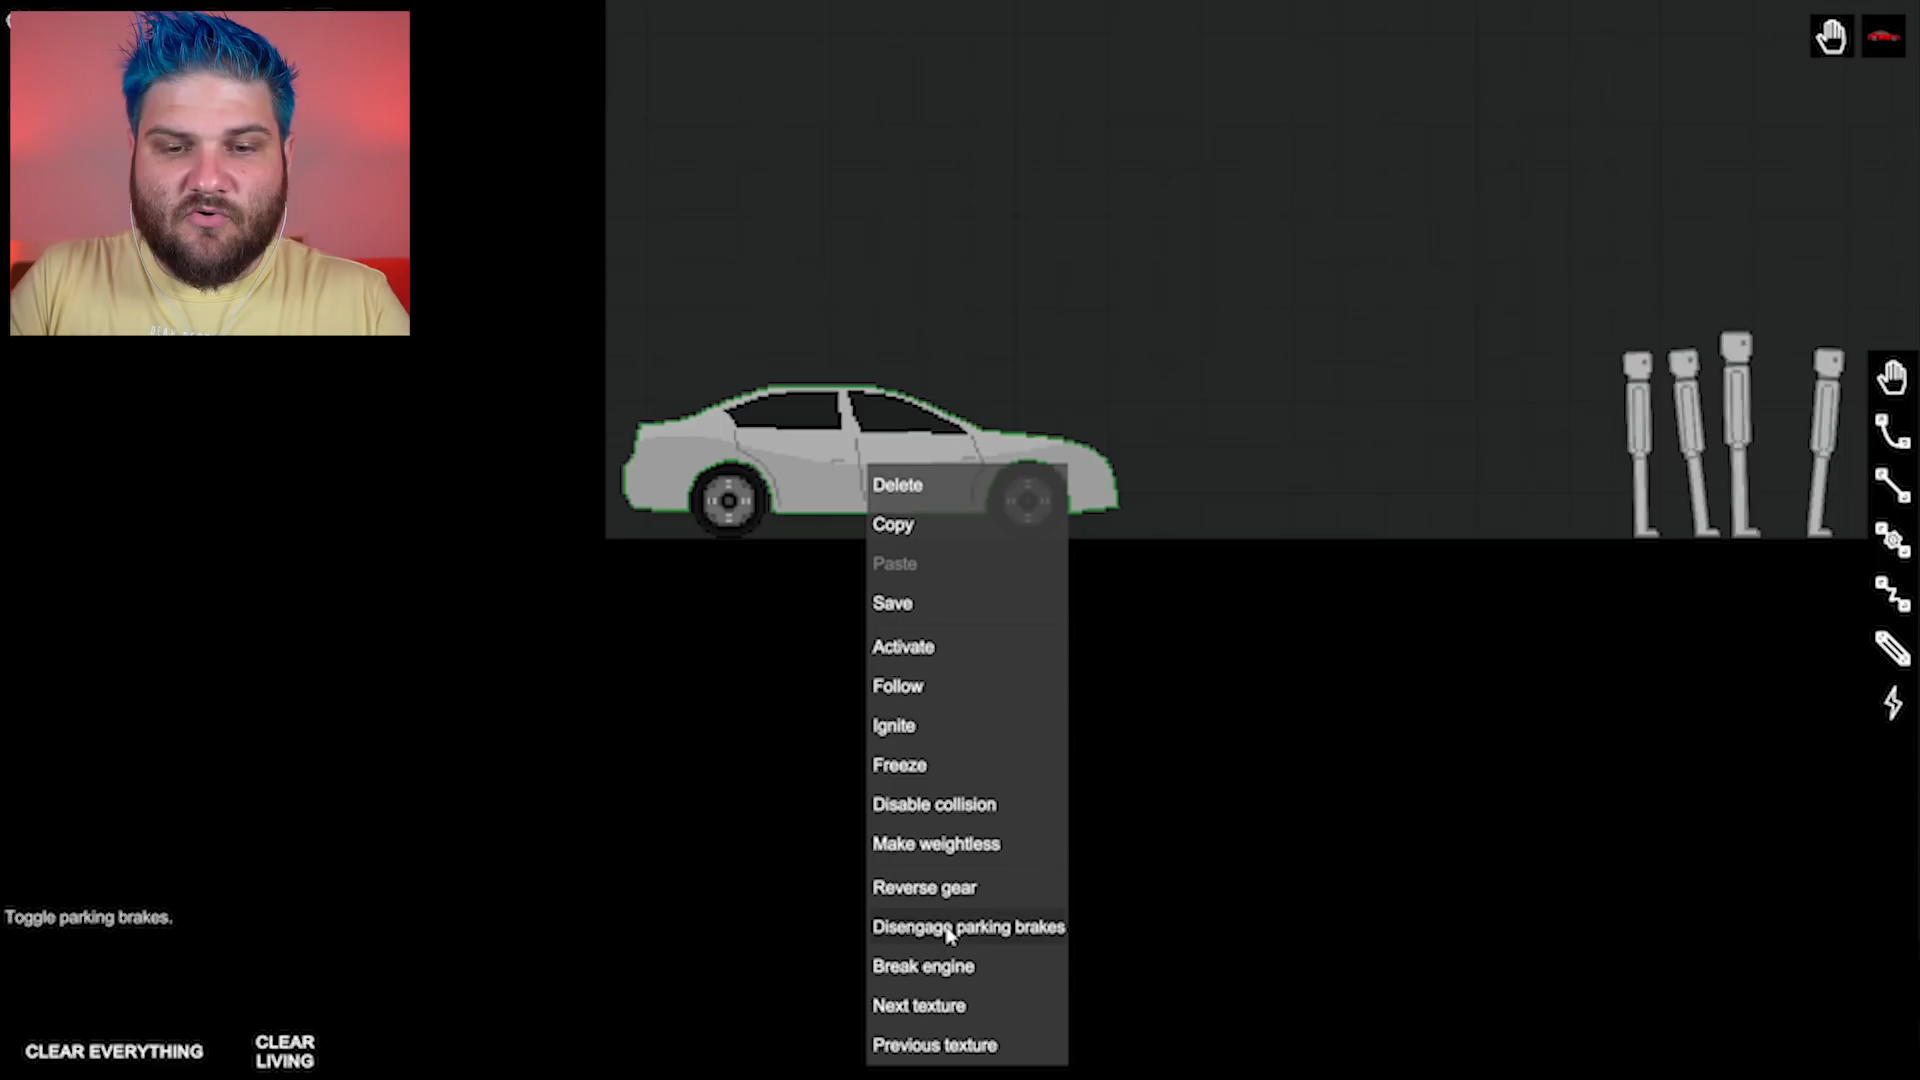 Delete
Copy
Paste
Save
Activate
Follow
Ignite
Freeze
Disable collision
Make weightless
Reverse gear
Disengage parking brakes
Break engine
Next texture
Previous texture
Toggle parking brakes.
CLEAR EVERYTHING
CLEAR
LIVING